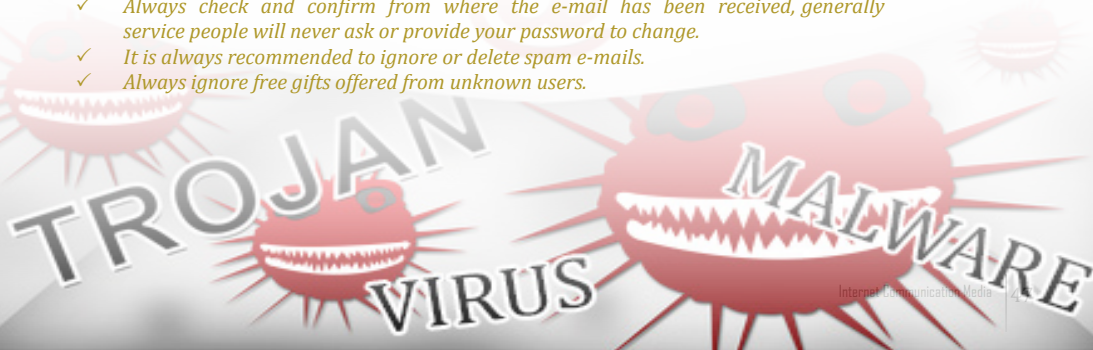 ✓ Always check and confirm from where the e-mail has been received, generally
service people will never ask or provide your password to change.
✓ It is always recommended to ignore or delete spam e-mails.
✓ Always ignore free gifts offered from unknown users.
TROJAN
MALWARE
VIRUS
Internet Communication Media